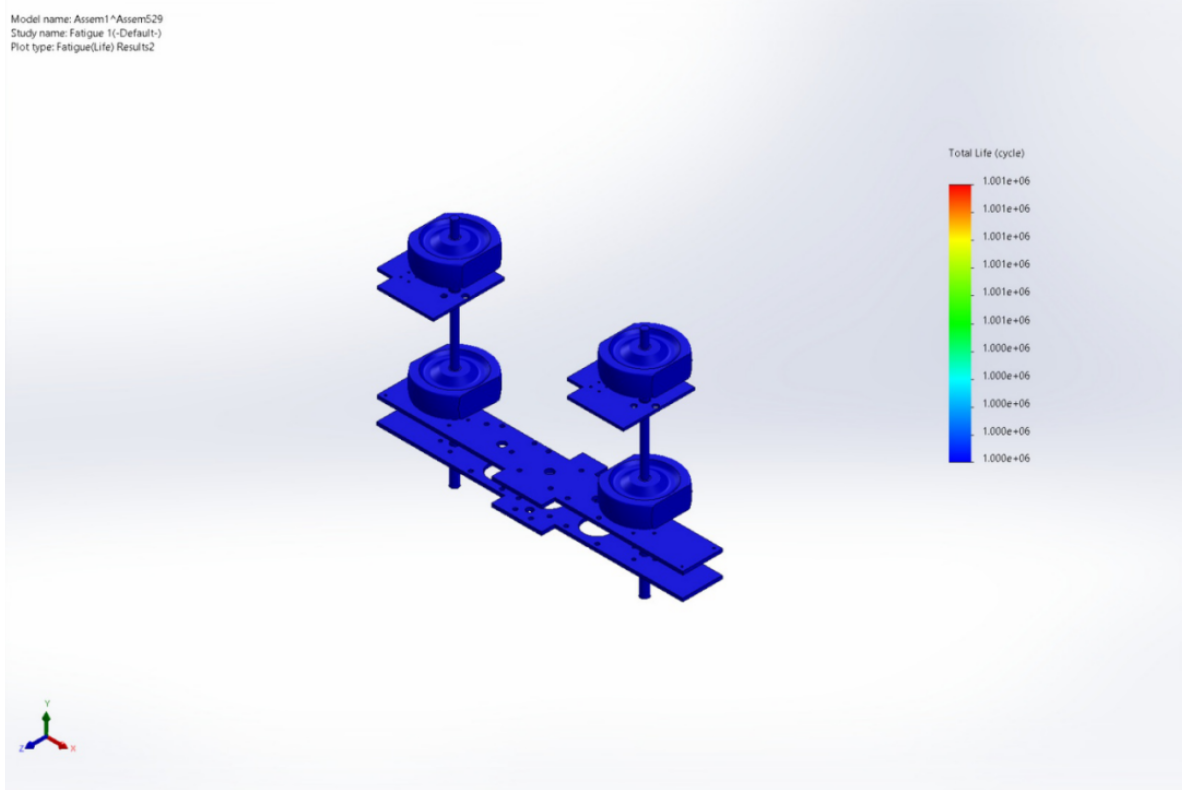 Model name: Assem1^Assem529
Study name: Fatigue 1(-Default-)
Plot type: Fatigue(Life) Results2
Total Life (cycle)
1.001e+06
1.001e+06
1.001e+06
1.001e+06
1.001e+06
1.001e+06
1.000e+06
1.000e+06
1.000e+06
1.000e+06
1.000e+06
Y
Z
X